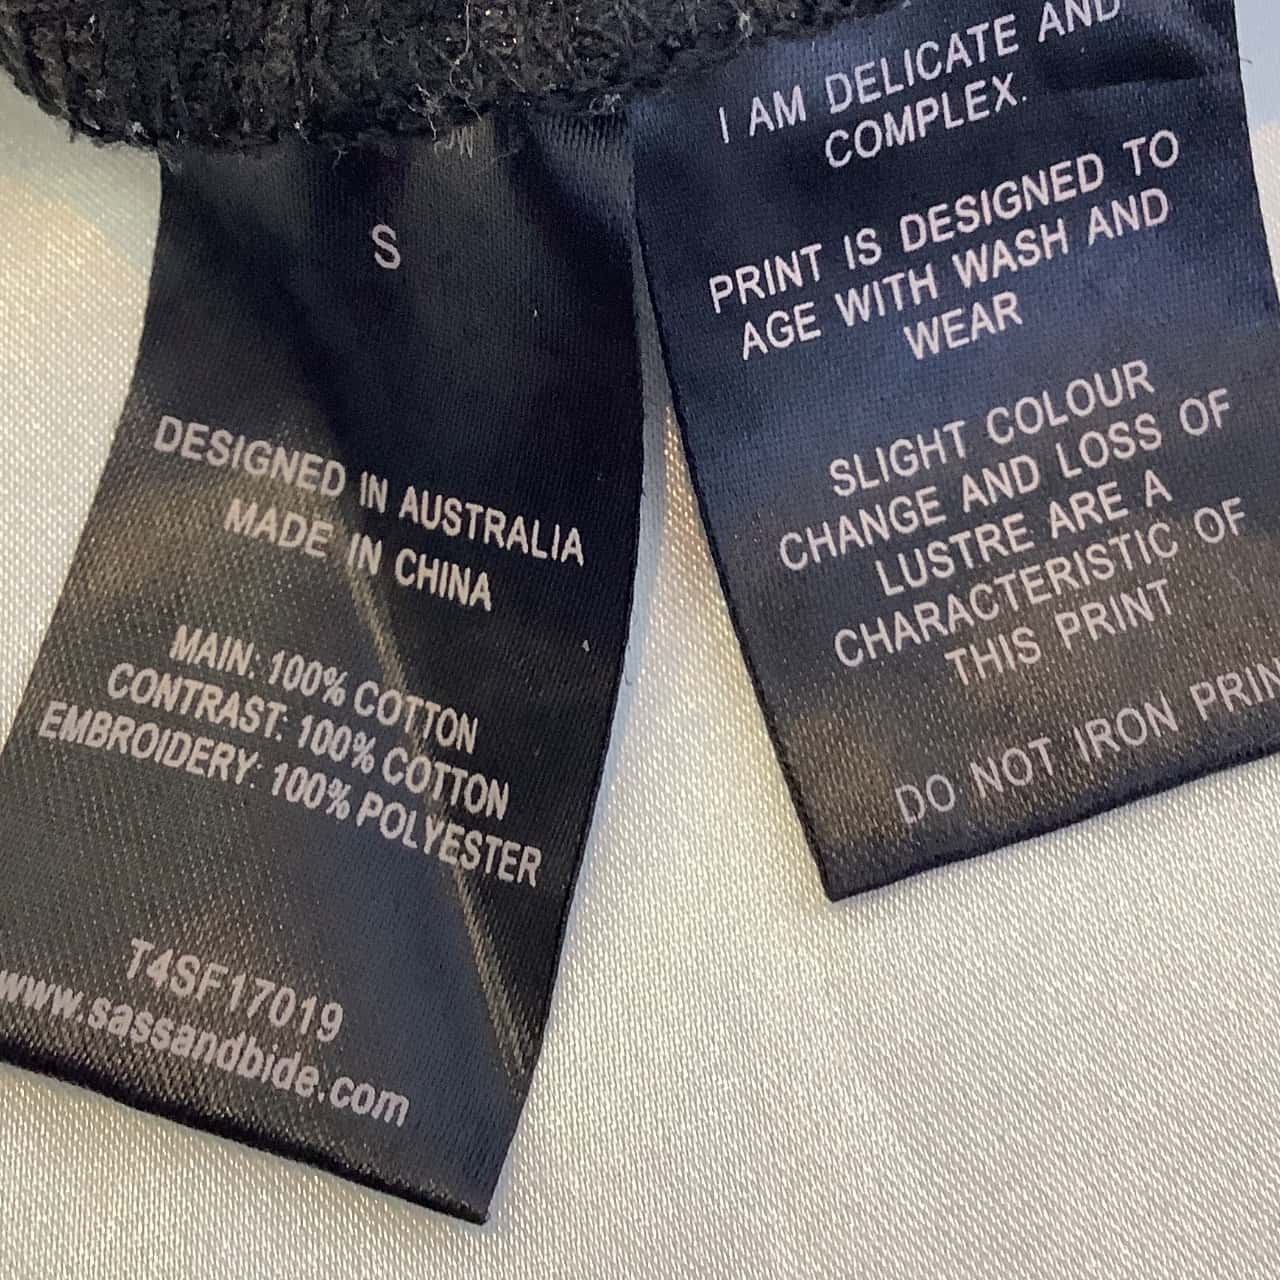 S
DESIGNED IN AUSTRALIA
MADE IN CHINA
MAIN: 100% COTTON
CONTRAST: 100% COTTON
EMBROIDERY: 100% POLYESTER
T4SF17019
www.sassandbide.com
I AM DELICATE AND
COMPLEX.
PRINT IS DESIGNED TO
AGE WITH WASH AND
WEAR
SLIGHT COLOUR
CHANGE AND LOSS OF
LUSTRE ARE A
CHARACTERISTIC OF
THIS PRINT
DO NOT IRON PRIN